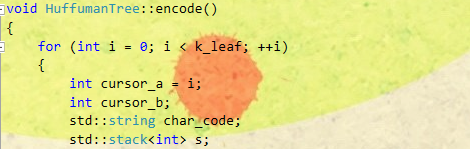 void HuffumanTree::encode()
{
    for (int i = 0; i < k_leaf; ++i)
    {
        int cursor_a = i;
        int cursor_b;
        std::string char_code;
        std::stack<int> s;